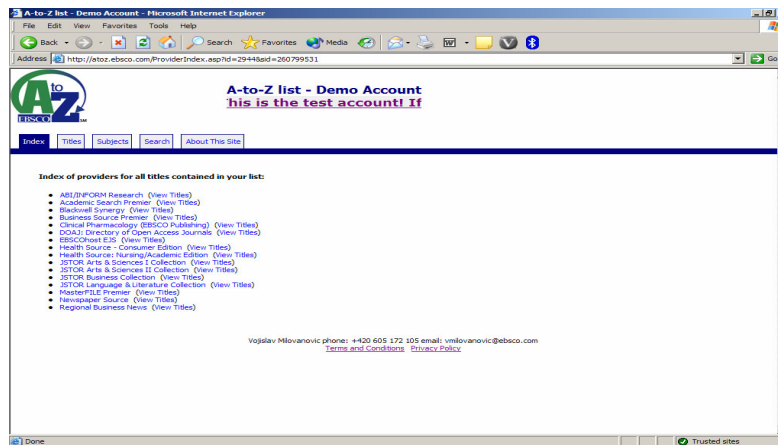 A-to-Z list - Demo Account - Microsoft Internet Explorer
File Edit View Favorites Tools Help
Back Search Favorites Media
Address http://atoz.ebsco.com/ProviderIndex.asp?id=2944&sid=260799531 Go
A to Z
EBSCO SM
A-to-Z list - Demo Account
his is the test account! If
Index Titles Subjects Search About This Site
Index of providers for all titles contained in your list:
ABI/INFORM Research (View Titles)
Academic Search Premier (View Titles)
Blackwell Synergy (View Titles)
Business Source Premier (View Titles)
Clinical Pharmacology (EBSCO Publishing) (View Titles)
DOAJ: Directory of Open Access Journals (View Titles)
EBSCOhost EJS (View Titles)
Health Source - Consumer Edition (View Titles)
Health Source: Nursing/Academic Edition (View Titles)
JSTOR Arts & Sciences I Collection (View Titles)
JSTOR Arts & Sciences II Collection (View Titles)
JSTOR Business Collection (View Titles)
JSTOR Language & Literature Collection (View Titles)
MasterFILE Premier (View Titles)
Newspaper Source (View Titles)
Regional Business News (View Titles)
Vojislav Milovanovic phone: +420 605 172 105 email: vmilovanovic@ebsco.com
Terms and Conditions Privacy Policy
Done Trusted sites